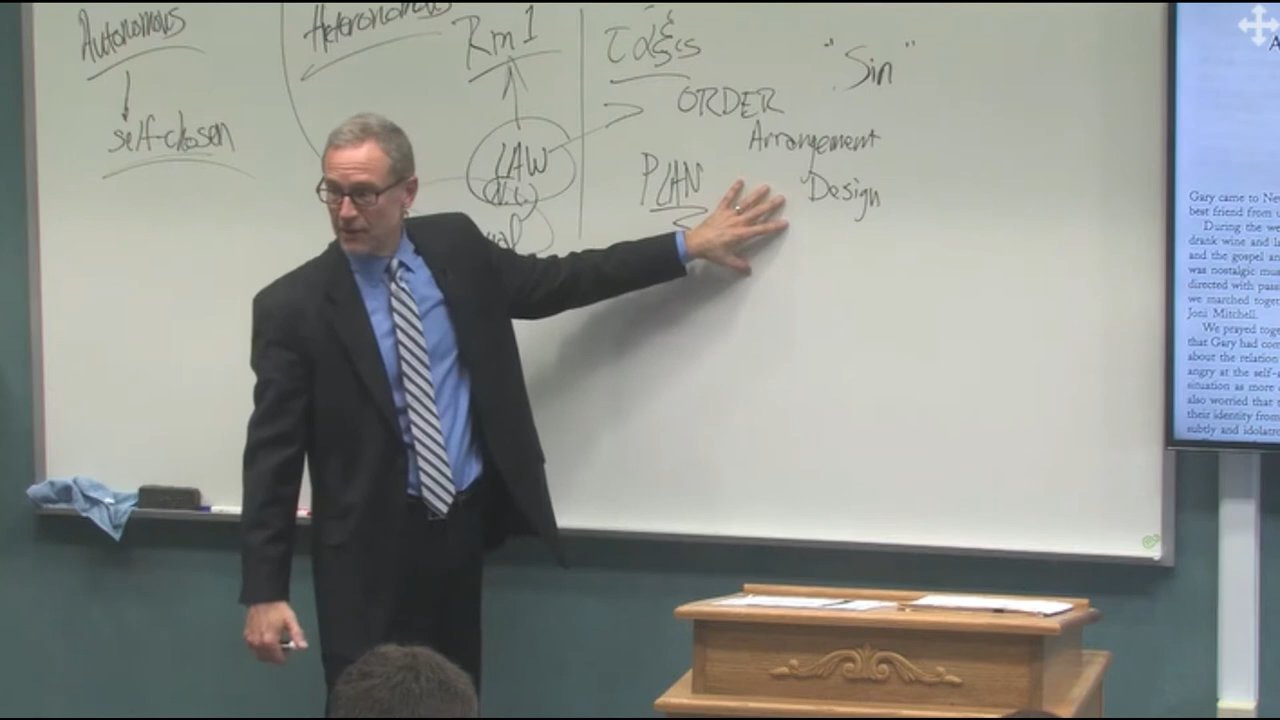 Autonomous
self-chosen
Heteronomous
Rm 1
LAW
τάξις
ORDER
Arrangement
PLAN
Design
"Sin"
A
Gary came to Ne
best friend from
During the we
drank wine and l
and the gospel an
was nostalgic mu
directed with pas
we marched toget
Joni Mitchell.
We prayed toge
that Gary had com
about the relation
angry at the self-
situation as more
also worried that
their identity from
subtly and idolatr